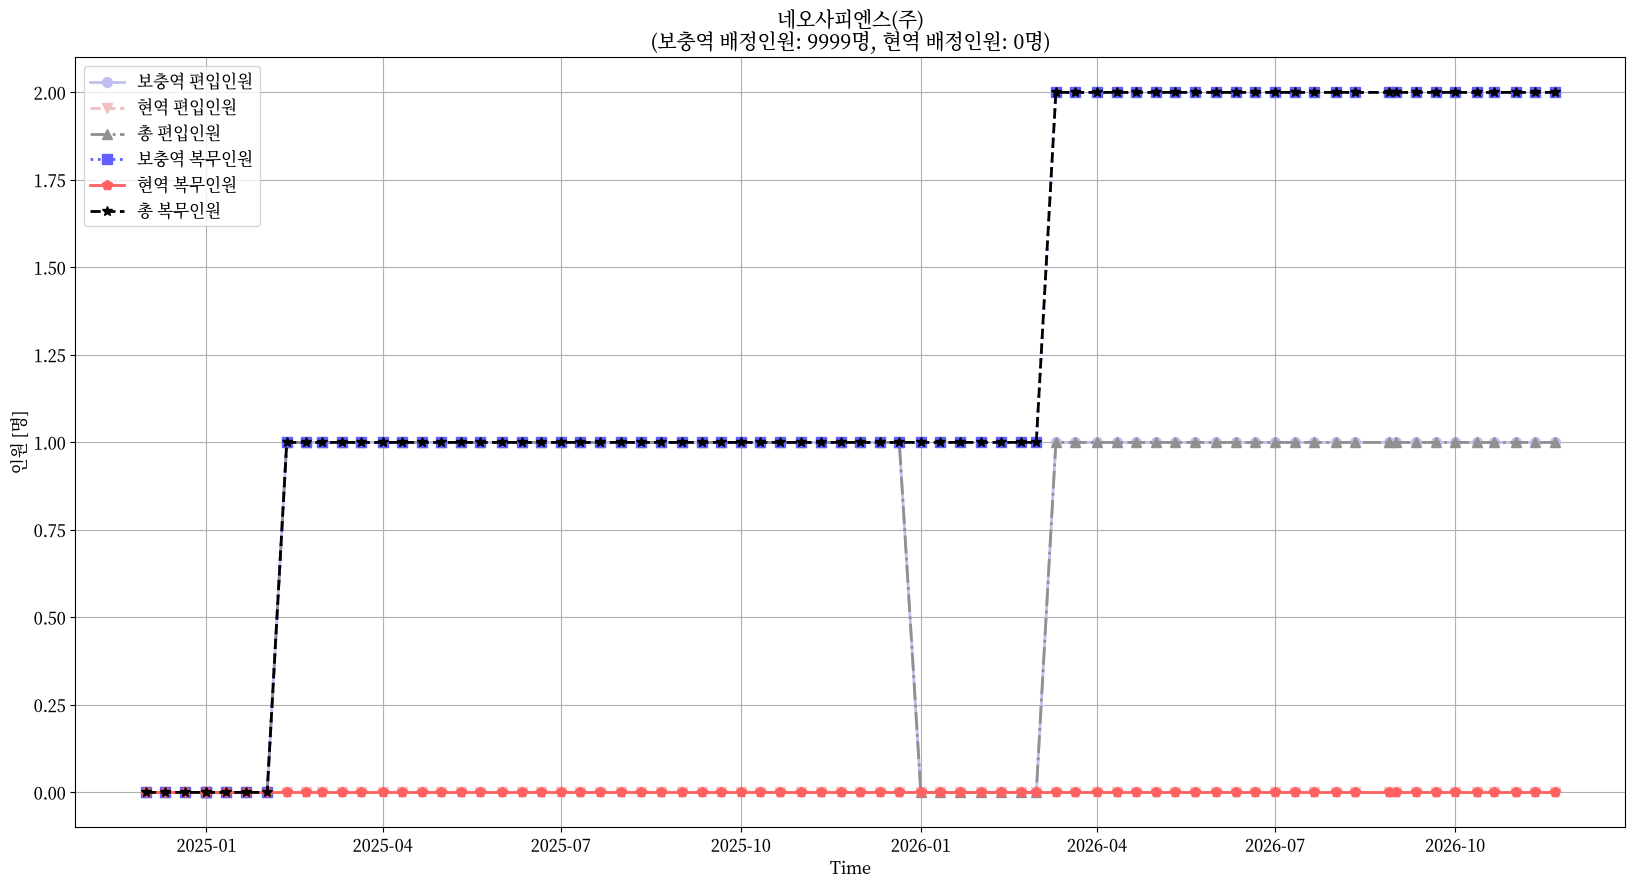 네오사피엔스(주)
(보충역 배정인원: 9999명, 현역 배정인원: 0명)
보충역 편입인원
현역 편입인원
총 편입인원
보충역 복무인원
현역 복무인원
총 복무인원
2.00
1.75
1.50
1.25
1.00
0.75
0.50
0.25
0.00
인원 [명]
2025-01 2025-04 2025-07 2025-10 2026-01 2026-04 2026-07 2026-10
Time